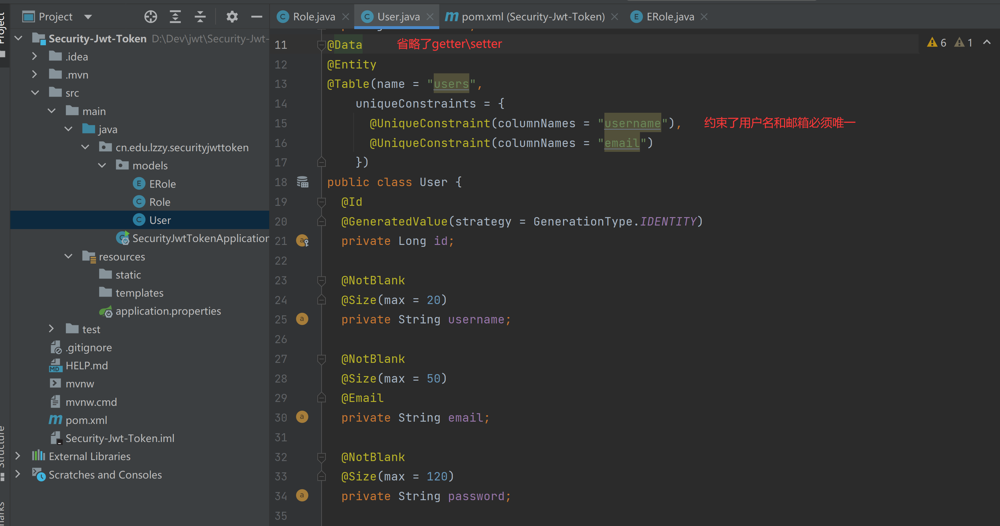 Project
Role.java
User.java
pom.xml (Security-Jwt-Token)
ERole.java
Project
Security-Jwt-Token D:\Dev\jwt\Security-Jwt-
.idea
.mvn
src
main
java
cn.edu.lzzy.securityjwttoken
models
ERole
Role
User
SecurityJwtTokenApplication
resources
static
templates
application.properties
test
.gitignore
HELP.md
mvnw
mvnw.cmd
pom.xml
Security-Jwt-Token.iml
External Libraries
Scratches and Consoles
Structure
6 1
11 @Data 省略了getter\setter
12 @Entity
13 @Table(name = "users",
14 uniqueConstraints = {
15 @UniqueConstraint(columnNames = "username"), 约束了用户名和邮箱必须唯一
16 @UniqueConstraint(columnNames = "email")
17 })
18 public class User {
19 @Id
20 @GeneratedValue(strategy = GenerationType.IDENTITY)
21 private Long id;
22
23 @NotBlank
24 @Size(max = 20)
25 private String username;
26
27 @NotBlank
28 @Size(max = 50)
29 @Email
30 private String email;
31
32 @NotBlank
33 @Size(max = 120)
34 private String password;
35